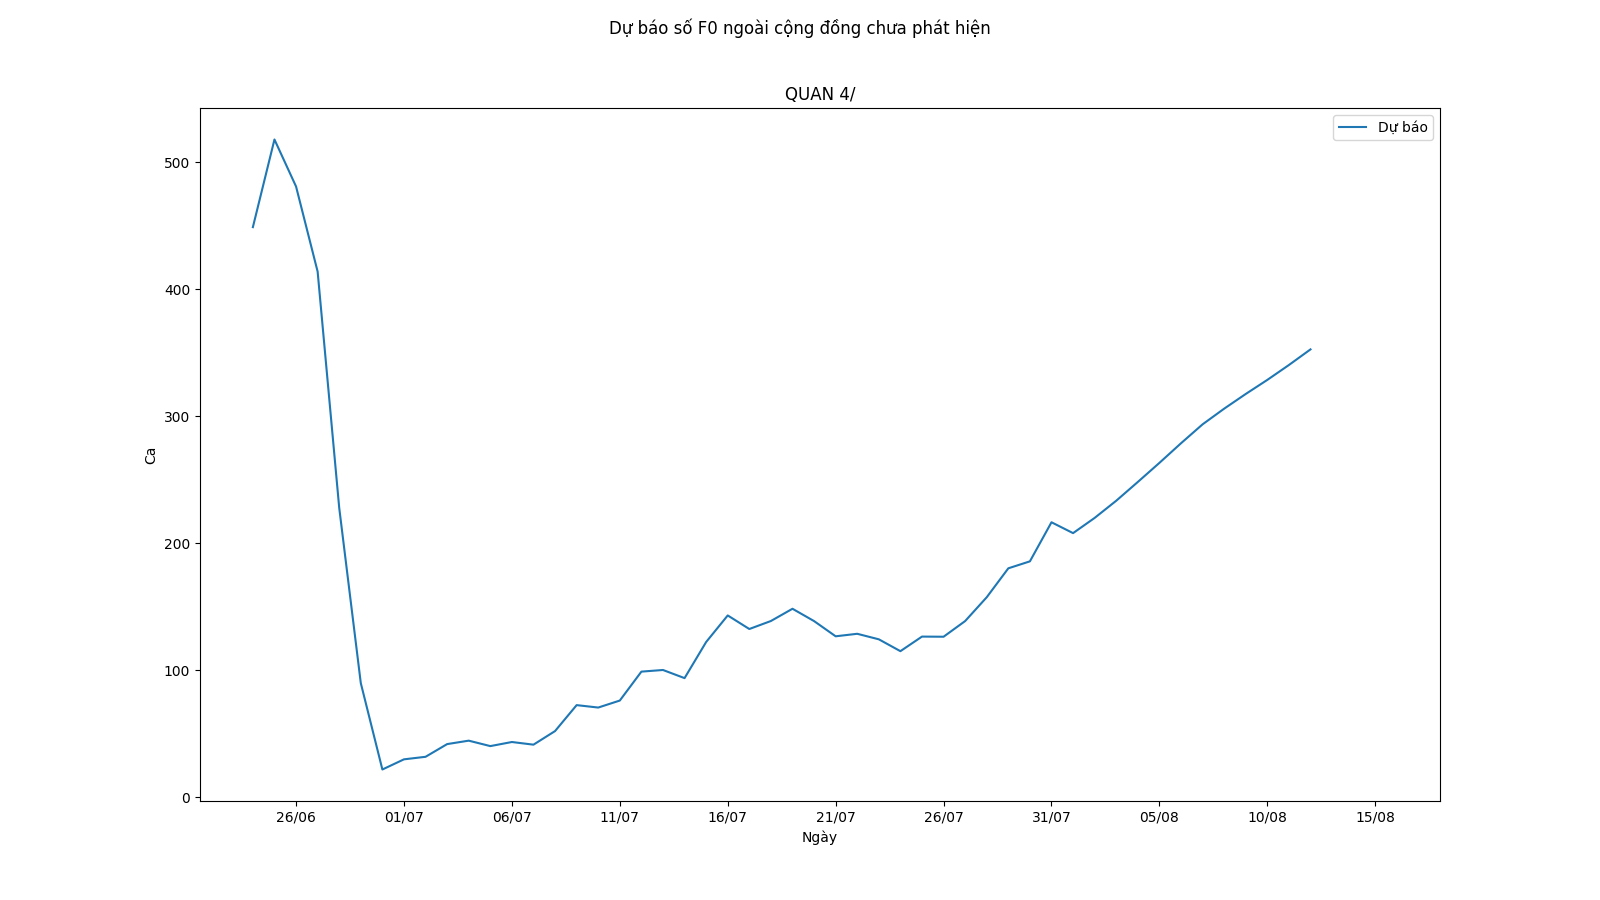 Dự báo số F0 ngoài cộng đồng chưa phát hiện
QUAN 4/
Dự báo
500
400
300
200
100
0
Ca
26/06 01/07 06/07 11/07 16/07 21/07 26/07 31/07 05/08 10/08 15/08
Ngày